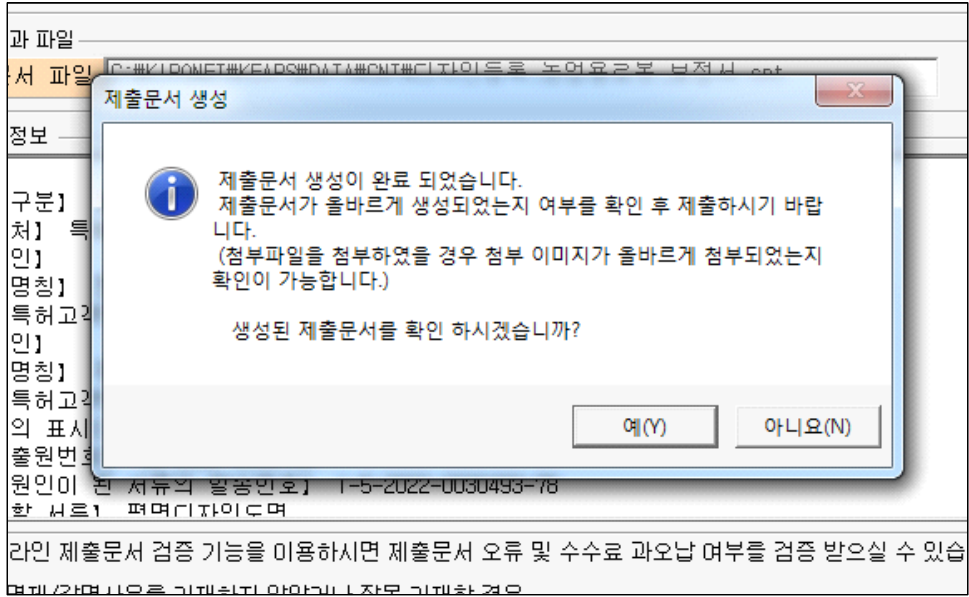 과 파일
서 파일
제출문서 생성
정보
제출문서 생성이 완료 되었습니다.
제출문서가 올바르게 생성되었는지 여부를 확인 후 제출하시기 바랍
니다.
(첨부파일을 첨부하였을 경우 첨부 이미지가 올바르게 첨부되었는지
확인이 가능합니다.)
생성된 제출문서를 확인 하시겠습니까?
예(Y) 아니요(N)
구분】
처】 특
인】
명칭】
특허고객
인】
명칭】
특허고객
의 표시
출원번호
원인이 된 서류의 발송번호】 1-5-2022-0030493-78
할 서류】 평면디자인도면
라인 제출문서 검증 기능을 이용하시면 제출문서 오류 및 수수료 과오납 여부를 검증 받으실 수 있습